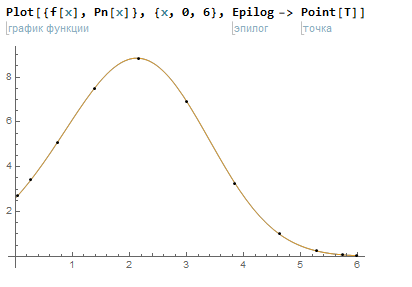 Plot[{f[x], Pn[x]}, {x, 0, 6}, Epilog -> Point[T]]
график функции эпилог точка
8
6
4
2
1 2 3 4 5 6